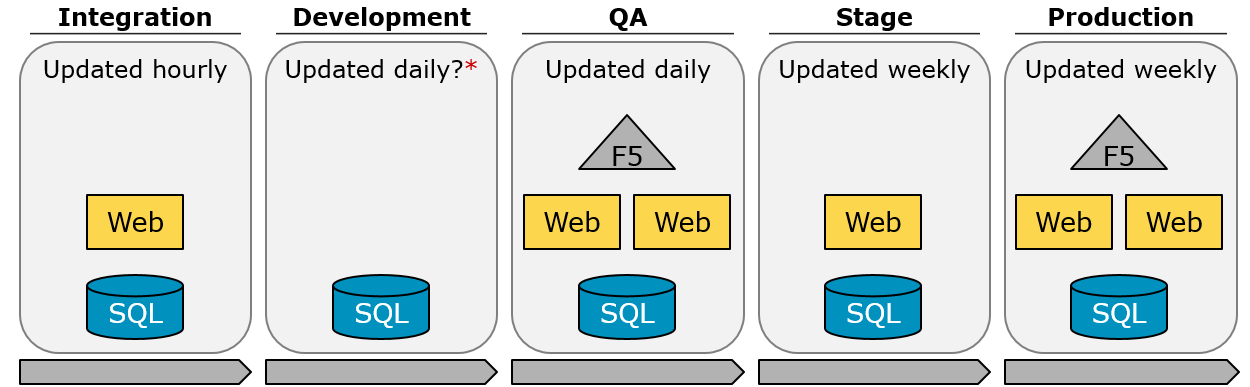 Integration
Updated hourly
Web
SQL
Development
Updated daily?*
SQL
QA
Updated daily
F5
Web Web
SQL
Stage
Updated weekly
Web
SQL
Production
Updated weekly
F5
Web Web
SQL